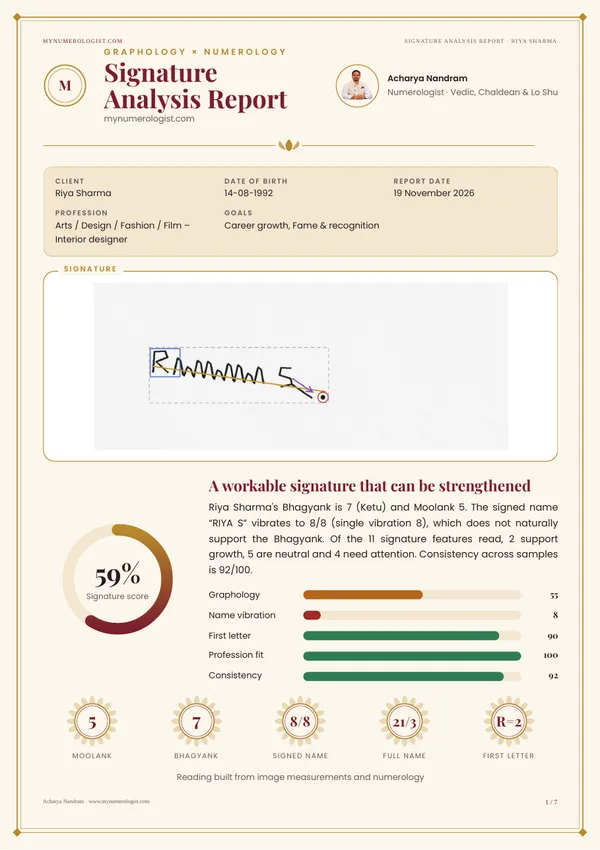 MYNUMEROLOGIST.COM
SIGNATURE ANALYSIS REPORT · RIYA SHARMA
GRAPHOLOGY × NUMEROLOGY
M
Signature
Analysis Report
mynumerologist.com
Acharya Nandram
Numerologist · Vedic, Chaldean & Lo Shu
CLIENT
Riya Sharma
DATE OF BIRTH
14-08-1992
REPORT DATE
19 November 2026
PROFESSION
Arts / Design / Fashion / Film –
Interior designer
GOALS
Career growth, Fame & recognition
SIGNATURE
A workable signature that can be strengthened
Riya Sharma's Bhagyank is 7 (Ketu) and Moolank 5. The signed name
“RIYA S” vibrates to 8/8 (single vibration 8), which does not naturally
support the Bhagyank. Of the 11 signature features read, 2 support
growth, 5 are neutral and 4 need attention. Consistency across samples
is 92/100.
59%
Signature score
Graphology 55
Name vibration 8
First letter 90
Profession fit 100
Consistency 92
5
MOOLANK
7
BHAGYANK
8/8
SIGNED NAME
21/3
FULL NAME
R=2
FIRST LETTER
Reading built from image measurements and numerology
Acharya Nandram · www.mynumerologist.com
1 / 7